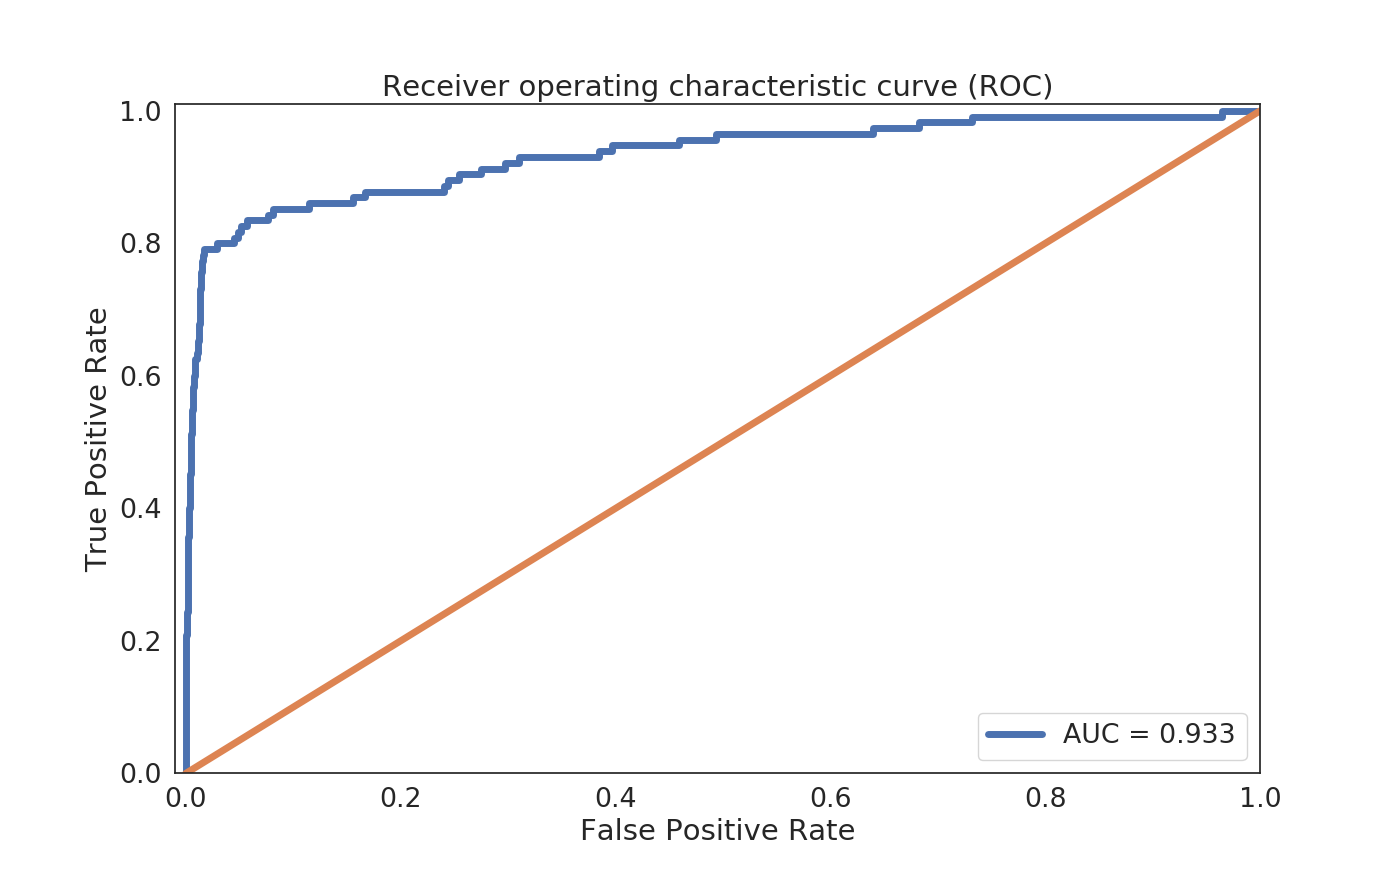 Receiver operating characteristic curve (ROC)
1.0
0.8
0.6
0.4
0.2
0.0
True Positive Rate
AUC = 0.933
0.0 0.2 0.4 0.6 0.8 1.0
False Positive Rate